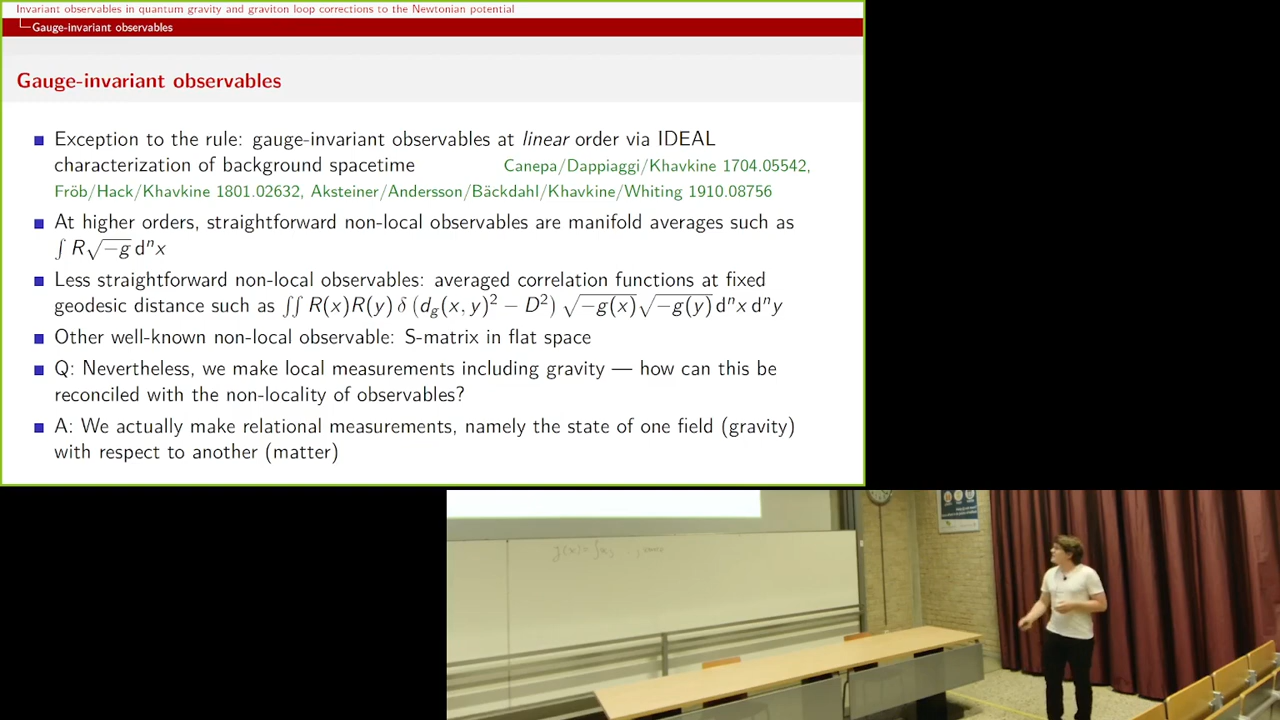 Invariant observables in quantum gravity and graviton loop corrections to the Newtonian potential
Gauge-invariant observables
Gauge-invariant observables
Exception to the rule: gauge-invariant observables at linear order via IDEAL
characterization of background spacetime Canepa/Dappiaggi/Khavkine 1704.05542,
Fröb/Hack/Khavkine 1801.02632, Aksteiner/Andersson/Bäckdahl/Khavkine/Whiting 1910.08756
At higher orders, straightforward non-local observables are manifold averages such as
∫ R√−g dⁿx
Less straightforward non-local observables: averaged correlation functions at fixed
geodesic distance such as ∬ R(x)R(y) δ (d_g(x, y)² − D²) √−g(x)√−g(y) dⁿx dⁿy
Other well-known non-local observable: S-matrix in flat space
Q: Nevertheless, we make local measurements including gravity — how can this be
reconciled with the non-locality of observables?
A: We actually make relational measurements, namely the state of one field (gravity)
with respect to another (matter)